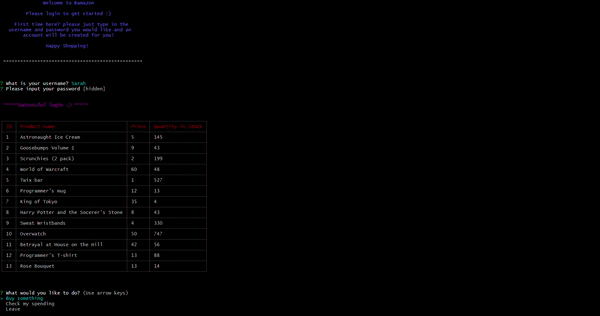 Welcome to Bamazon
Please login to get started :)
First time here? please just type in the
username and password you would like and an
account will be created for you!
Happy Shopping!
--------------------------------------------------
? What is your username? Sarah
? Please input your password [hidden]
*****Successful login :) *****
ID Product Name Price Quantity In Stock
1 Astronaught Ice Cream 5 345
2 Goosebumps Volume I 9 43
3 Scrunchies (2 pack) 2 199
4 World of Warcraft 60 48
5 Twix bar 1 527
6 Programmer's mug 12 13
7 King of Tokyo 35 4
8 Harry Potter and the Socerer's Stone 8 43
9 Sweat Wristbands 4 330
10 Overwatch 50 747
11 Betrayal at House on the Hill 42 56
12 Programmer's T-shirt 13 88
13 Rose Bouquet 13 14
? What would you like to do? (Use arrow keys)
> Buy something
Check my spending
Leave